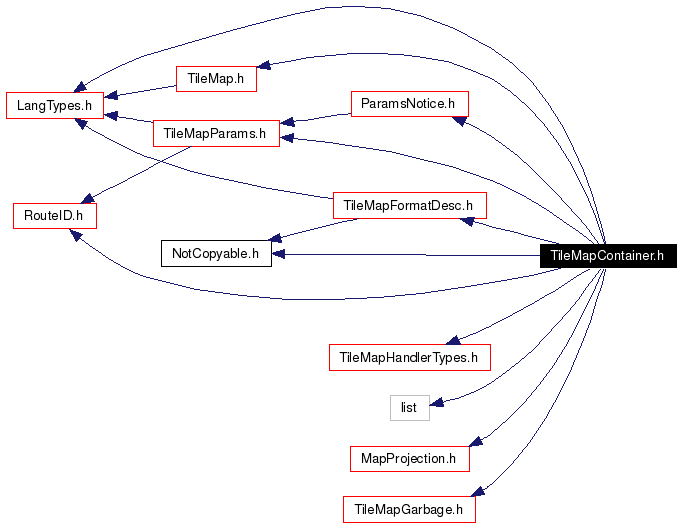 TileMap.h
LangTypes.h
ParamsNotice.h
TileMapParams.h
TileMapFormatDesc.h
RouteID.h
NotCopyable.h
TileMapContainer.h
TileMapHandlerTypes.h
list
MapProjection.h
TileMapGarbage.h